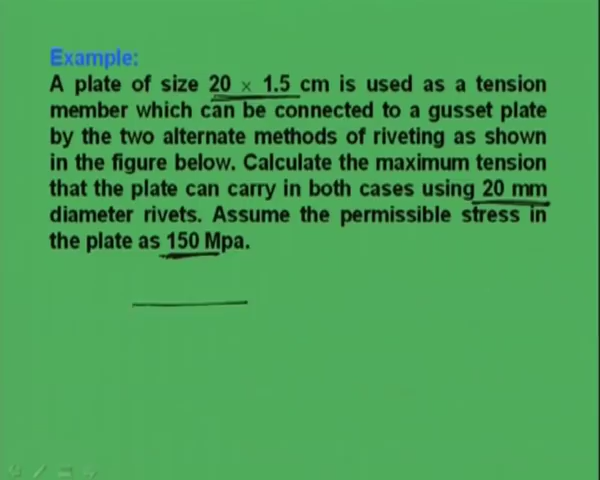 Example:
A plate of size 20 × 1.5 cm is used as a tension
member which can be connected to a gusset plate
by the two alternate methods of riveting as shown
in the figure below. Calculate the maximum tension
that the plate can carry in both cases using 20 mm
diameter rivets. Assume the permissible stress in
the plate as 150 Mpa.